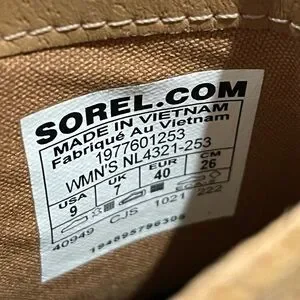 SOREL.COM
MADE IN VIETNAM
Fabriqué Au Vietnam
1977601253
WMN'S NL4321-253
USA UK EUR CM
9 7 40 26
40949 CJS 1021 222
194895796306